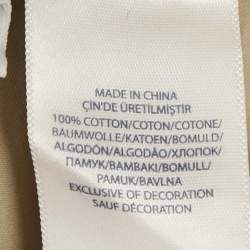 MADE IN CHINA
ÇİN'DE ÜRETİLMİŞTİR
100% COTTON/COTON/COTONE/
BAUMWOLLE/KATOEN/BOMULD/
ALGODÓN/ALGODÃO/ХЛОПОК/
ПАМУК/BAMBAKI/BOMULL/
PAMUK/BAVLNA
EXCLUSIVE OF DECORATION
SAUF DÉCORATION